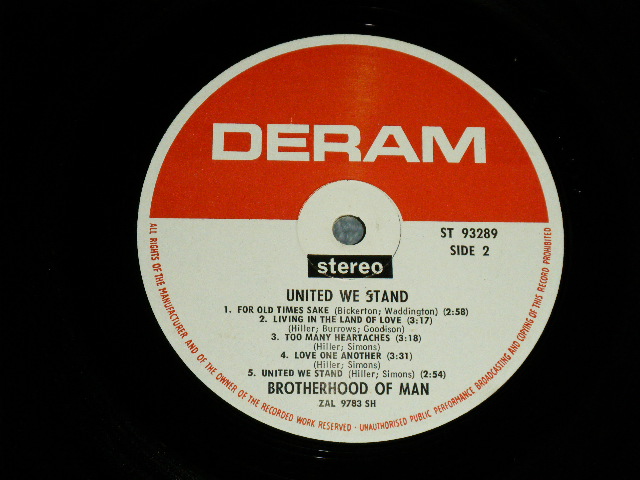 DERAM
ST 93289
SIDE 2
stereo
UNITED WE STAND
1. FOR OLD TIMES SAKE (Bickerton; Waddington) (2:58)
2. LIVING IN THE LAND OF LOVE (3:17)
(Hiller; Burrows; Goodison)
3. TOO MANY HEARTACHES (3:18)
(Hiller; Simons)
4. LOVE ONE ANOTHER (3:31)
(Hiller; Simons)
5. UNITED WE STAND (Hiller; Simons) (2:54)
BROTHERHOOD OF MAN
ZAL 9783 SH
ALL RIGHTS OF THE MANUFACTURER AND OF THE OWNER OF THE RECORDED WORK RESERVED - UNAUTHORISED PUBLIC PERFORMANCE BROADCASTING AND COPYING OF THIS RECORD PROHIBITED